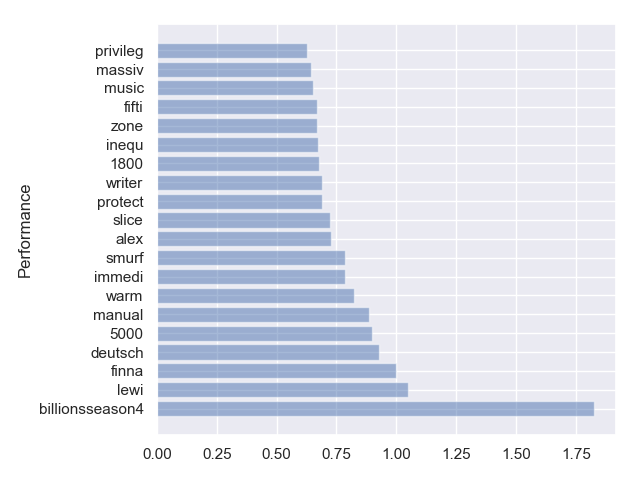 privileg
massiv
music
fifti
zone
inequ
1800
writer
protect
slice
alex
smurf
immedi
warm
manual
5000
deutsch
finna
lewi
billionsseason4
Performance
0.00 0.25 0.50 0.75 1.00 1.25 1.50 1.75